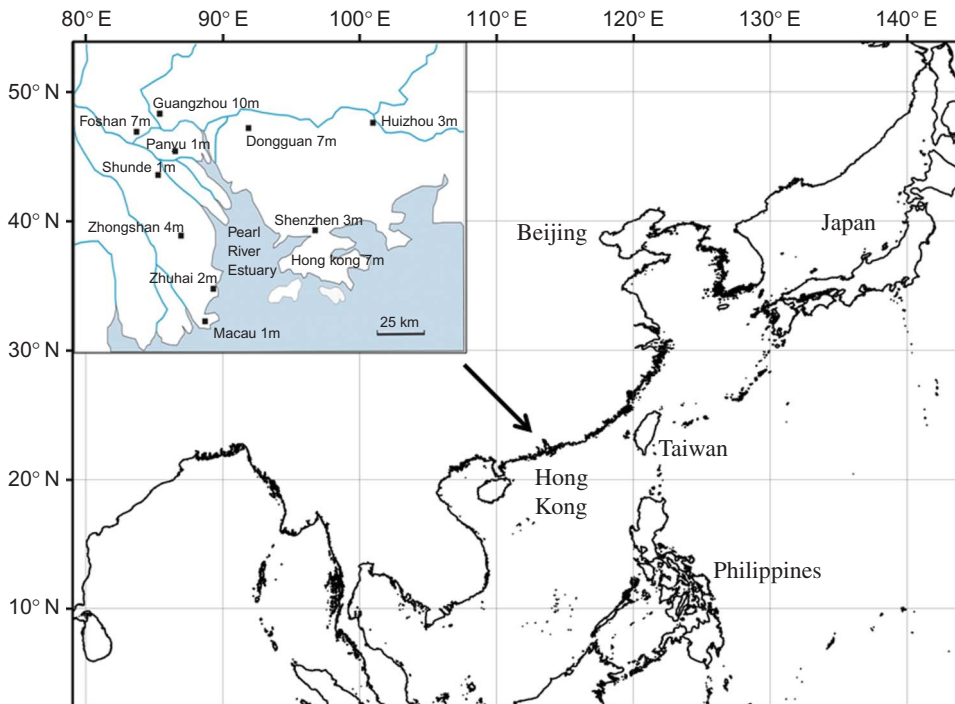 80° E
90° E
100° E
110° E
120° E
130° E
140° E
50° N
40° N
30° N
20° N
10° N
Guangzhou 10m
Foshan 7m
Huizhou 3m
Panyu 1m
Dongguan 7m
Shunde 1m
Zhongshan 4m
Shenzhen 3m
Pearl
River
Estuary
Hong kong 7m
Zhuhai 2m
Macau 1m
25 km
Beijing
Japan
Taiwan
Hong
Kong
Philippines